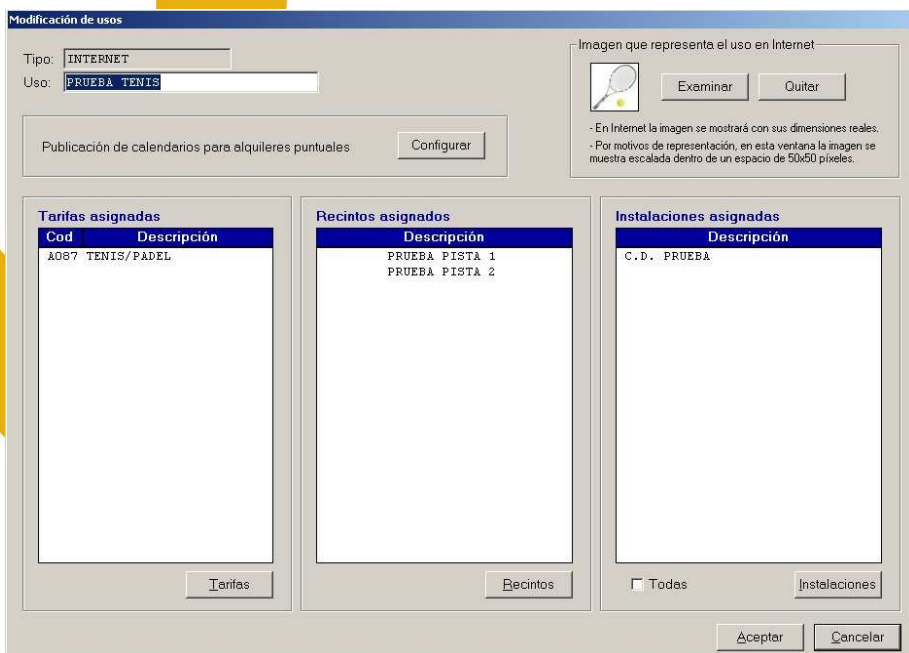 Modificación de usos
Tipo: INTERNET
Uso: PRUEBA TENIS
Imagen que representa el uso en Internet
Examinar Quitar
- En Internet la imagen se mostrará con sus dimensiones reales.
- Por motivos de representación, en esta ventana la imagen se
muestra escalada dentro de un espacio de 50x50 píxeles.
Publicación de calendarios para alquileres puntuales Configurar
Tarifas asignadas
Cod Descripción
A087 TENIS/PADEL
Tarifas
Recintos asignados
Descripción
PRUEBA PISTA 1
PRUEBA PISTA 2
Recintos
Instalaciones asignadas
Descripción
C.D. PRUEBA
Todas Instalaciones
Aceptar Cancelar